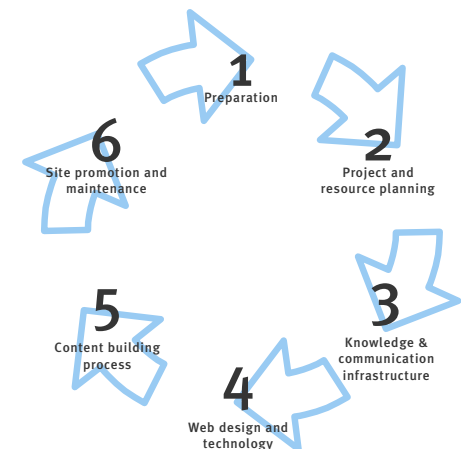 1
Preparation
2
Project and
resource planning
3
Knowledge &
communication
infrastructure
4
Web design and
technology
5
Content building
process
6
Site promotion and
maintenance